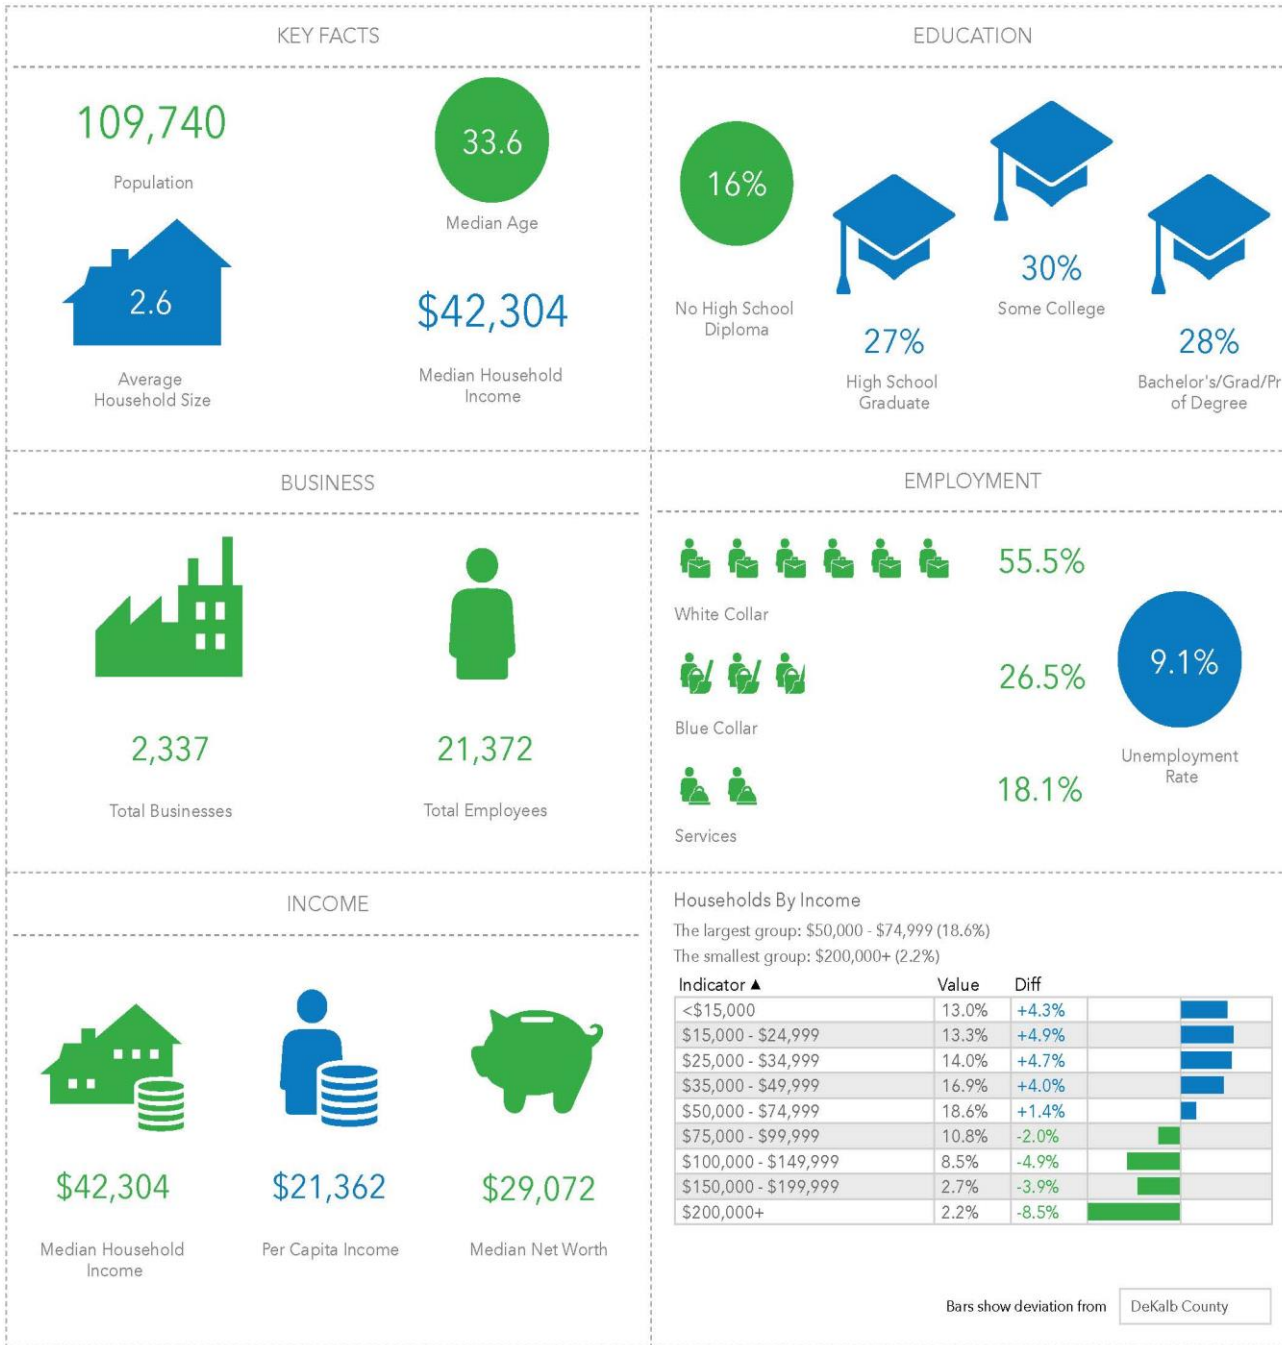 KEY FACTS
109,740
Population
33.6
Median Age
2.6
Average
Household Size
$42,304
Median Household
Income
EDUCATION
16%
No High School
Diploma
27%
High School
Graduate
30%
Some College
28%
Bachelor's/Grad/Pr
of Degree
BUSINESS
2,337
Total Businesses
21,372
Total Employees
EMPLOYMENT
55.5%
White Collar
26.5%
Blue Collar
18.1%
Services
9.1%
Unemployment
Rate
INCOME
$42,304
Median Household
Income
$21,362
Per Capita Income
$29,072
Median Net Worth
Households By Income
The largest group: $50,000 - $74,999 (18.6%)
The smallest group: $200,000+ (2.2%)
Indicator ▲ Value Diff
<$15,000 13.0% +4.3%
$15,000 - $24,999 13.3% +4.9%
$25,000 - $34,999 14.0% +4.7%
$35,000 - $49,999 16.9% +4.0%
$50,000 - $74,999 18.6% +1.4%
$75,000 - $99,999 10.8% -2.0%
$100,000 - $149,999 8.5% -4.9%
$150,000 - $199,999 2.7% -3.9%
$200,000+ 2.2% -8.5%
Bars show deviation from DeKalb County